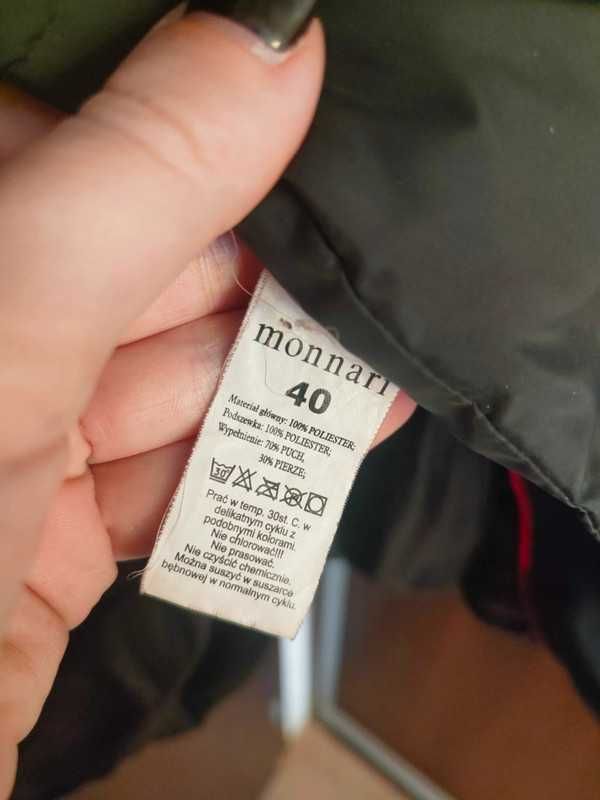 monnari
40
Materiał główny: 100% POLIESTER;
Podszewka: 100% POLIESTER;
Wypełnienie: 70% PUCH,
30% PIERZE;
30
Prać w temp. 30st. C. w
delikatnym cyklu z
podobnymi kolorami.
Nie chlorować!!!
Nie prasować.
Nie czyścić chemicznie.
Można suszyć w suszarce
bębnowej w normalnym cyklu.